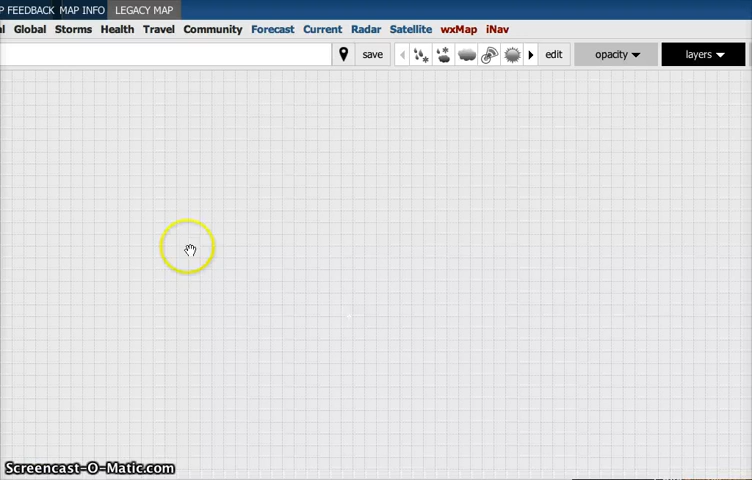 P FEEDBACK MAP INFO LEGACY MAP
al Global Storms Health Travel Community Forecast Current Radar Satellite wxMap iNav
save edit opacity layers
Screencast-O-Matic.com